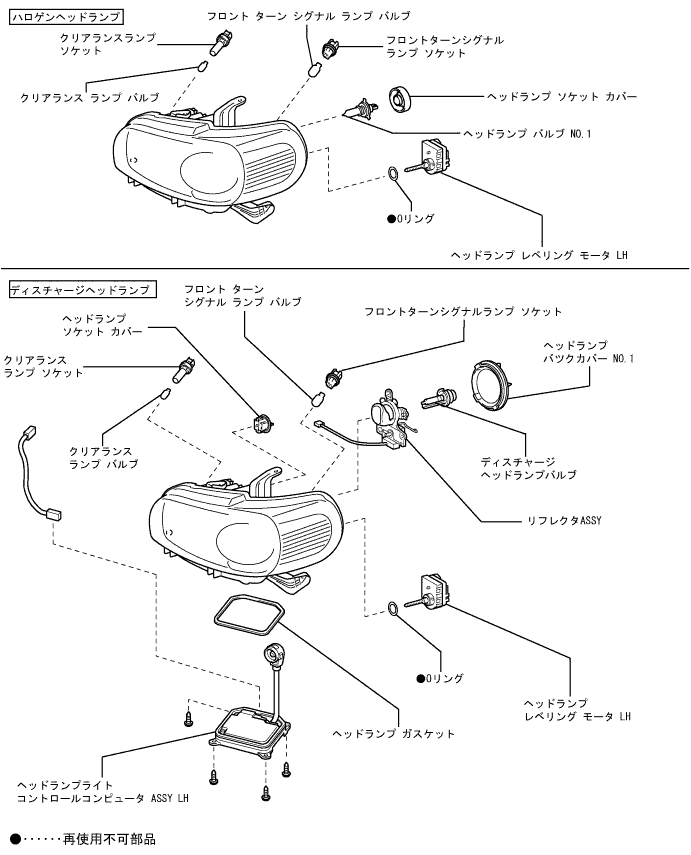 ハロゲンヘッドランプ
フロント ターン シグナル ランプ バルブ
クリアランスランプ
ソケット
フロントターンシグナル
ランプ ソケット
クリアランス ランプ バルブ
ヘッドランプ ソケット カバー
ヘッドランプ バルブ NO.1
●Oリング
ヘッドランプ レベリング モータ LH
ディスチャージヘッドランプ
フロント ターン
シグナル ランプ バルブ
ヘッドランプ
ソケット カバー
フロントターンシグナルランプ ソケット
クリアランス
ランプ ソケット
ヘッドランプ
バツクカバー NO.1
クリアランス
ランプ バルブ
ディスチャージ
ヘッドランプバルブ
リフレクタASSY
●Oリング
ヘッドランプ
レベリング モータ LH
ヘッドランプ ガスケット
ヘッドランプライト
コントロールコンピュータ ASSY LH
●‥‥‥再使用不可部品